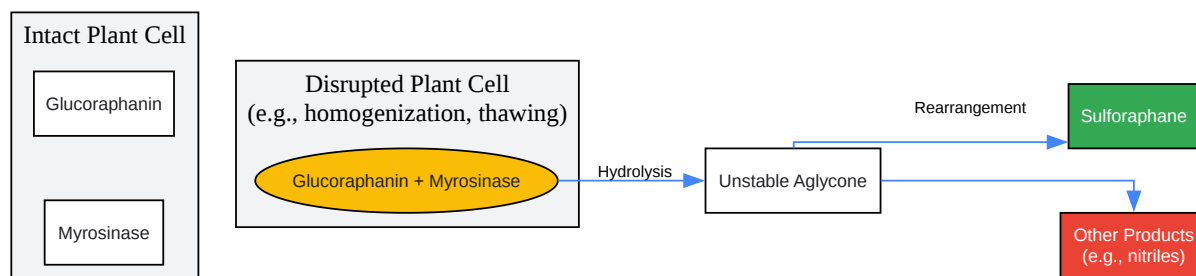 Intact Plant Cell
Glucoraphanin
Myrosinase
Disrupted Plant Cell
(e.g., homogenization, thawing)
Glucoraphanin + Myrosinase
Hydrolysis
Unstable Aglycone
Rearrangement
Sulforaphane
Other Products
(e.g., nitriles)